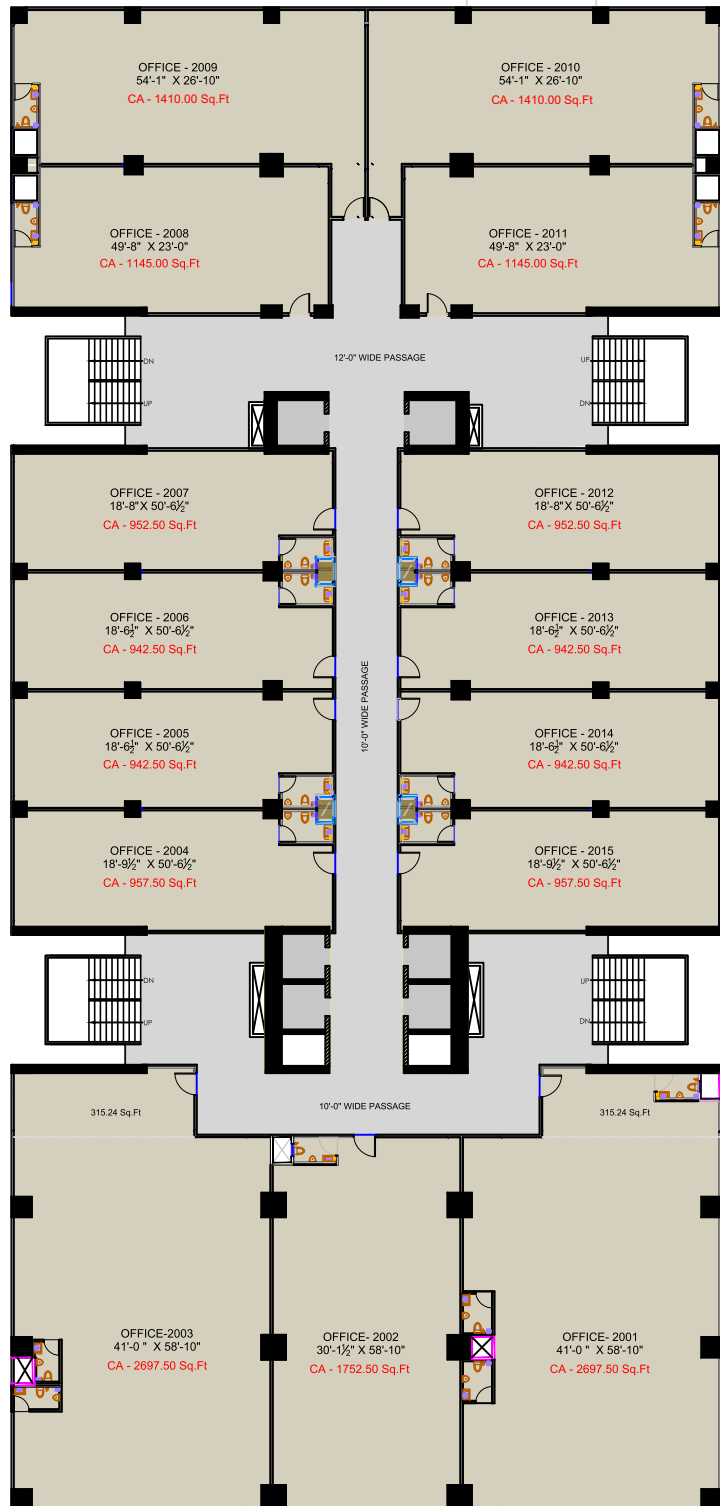 OFFICE - 2009
54'-1" X 26'-10"
CA - 1410.00 Sq.Ft
OFFICE - 2010
54'-1" X 26'-10"
CA - 1410.00 Sq.Ft
OFFICE - 2008
49'-8" X 23'-0"
CA - 1145.00 Sq.Ft
OFFICE - 2011
49'-8" X 23'-0"
CA - 1145.00 Sq.Ft
DN
UP
12'-0" WIDE PASSAGE
UP
DN
OFFICE - 2007
18'-8" X 50'-6½"
CA - 952.50 Sq.Ft
OFFICE - 2012
18'-8" X 50'-6½"
CA - 952.50 Sq.Ft
OFFICE - 2006
18'-6½" X 50'-6½"
CA - 942.50 Sq.Ft
OFFICE - 2013
18'-6½" X 50'-6½"
CA - 942.50 Sq.Ft
10'-0" WIDE PASSAGE
OFFICE - 2005
18'-6½" X 50'-6½"
CA - 942.50 Sq.Ft
OFFICE - 2014
18'-6½" X 50'-6½"
CA - 942.50 Sq.Ft
OFFICE - 2004
18'-9½" X 50'-6½"
CA - 957.50 Sq.Ft
OFFICE - 2015
18'-9½" X 50'-6½"
CA - 957.50 Sq.Ft
DN
UP
UP
DN
315.24 Sq.Ft
10'-0" WIDE PASSAGE
315.24 Sq.Ft
OFFICE-2003
41'-0 " X 58'-10"
CA - 2697.50 Sq.Ft
OFFICE- 2002
30'-1½" X 58'-10"
CA - 1752.50 Sq.Ft
OFFICE- 2001
41'-0 " X 58'-10"
CA - 2697.50 Sq.Ft